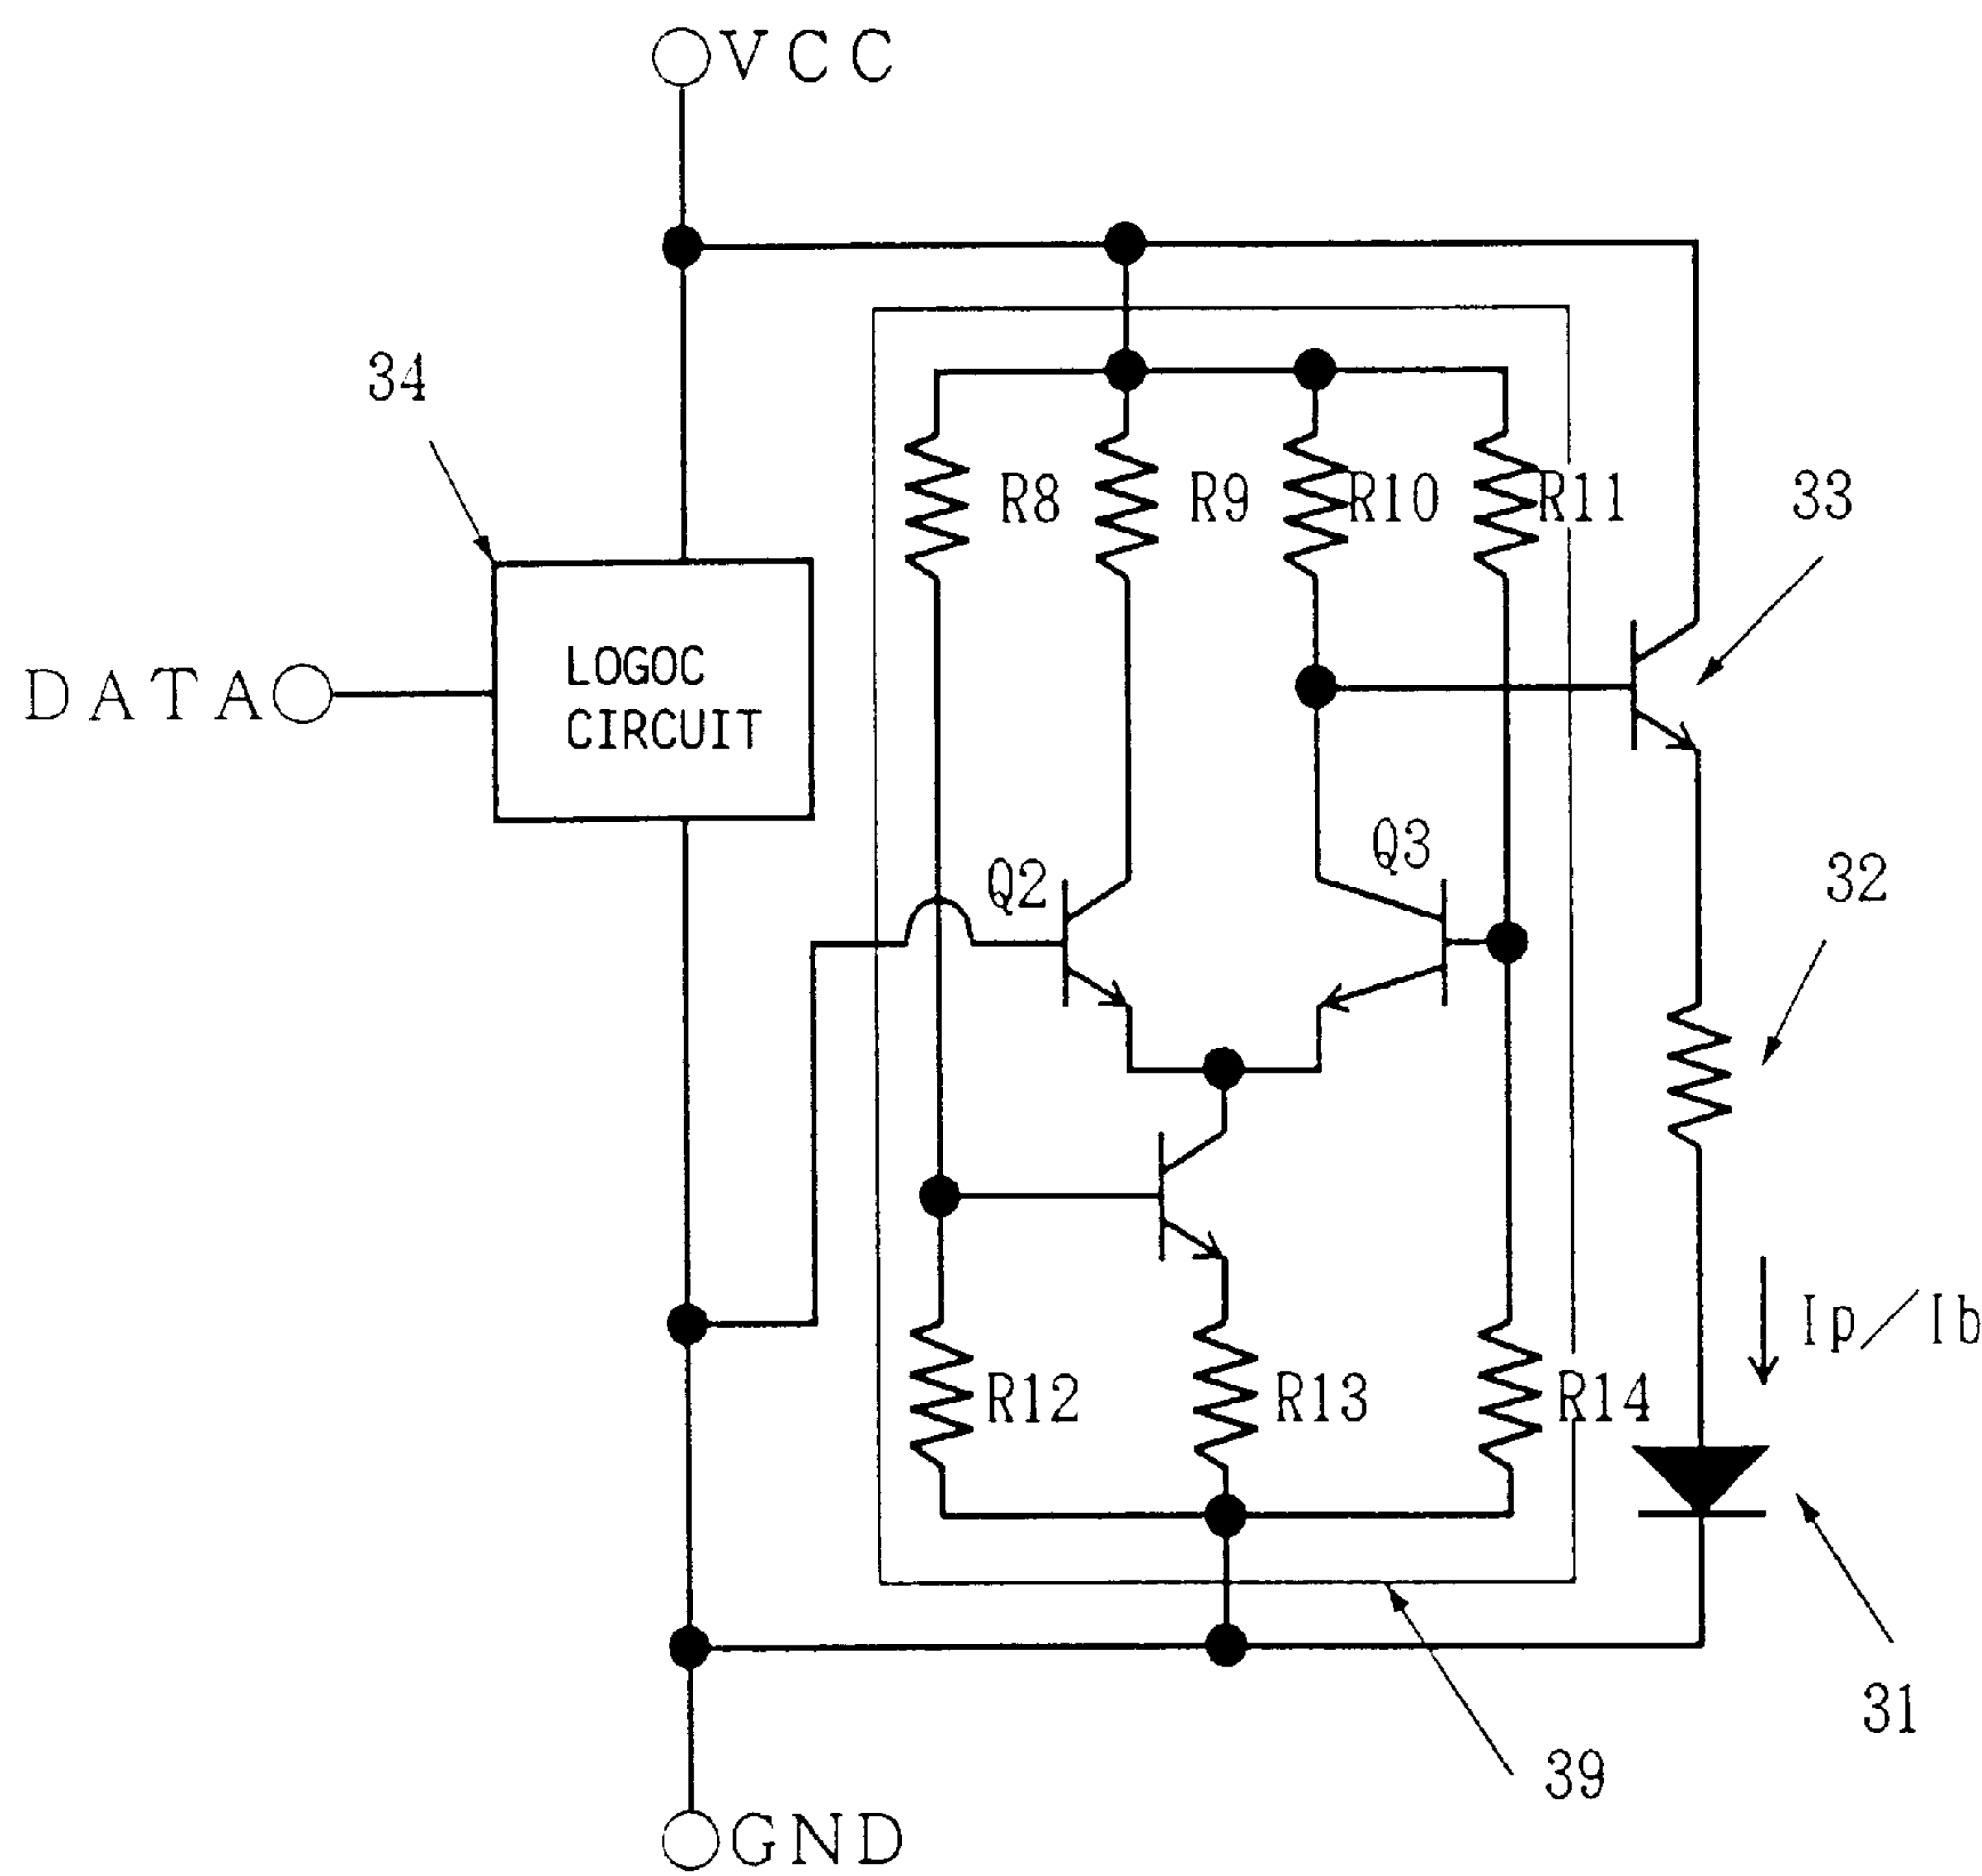 VCC
34
R8
R9
R10
R11
33
DATA
LOGOC
CIRCUIT
Q2
Q3
32
Ip/Ib
R12
R13
R14
31
39
GND